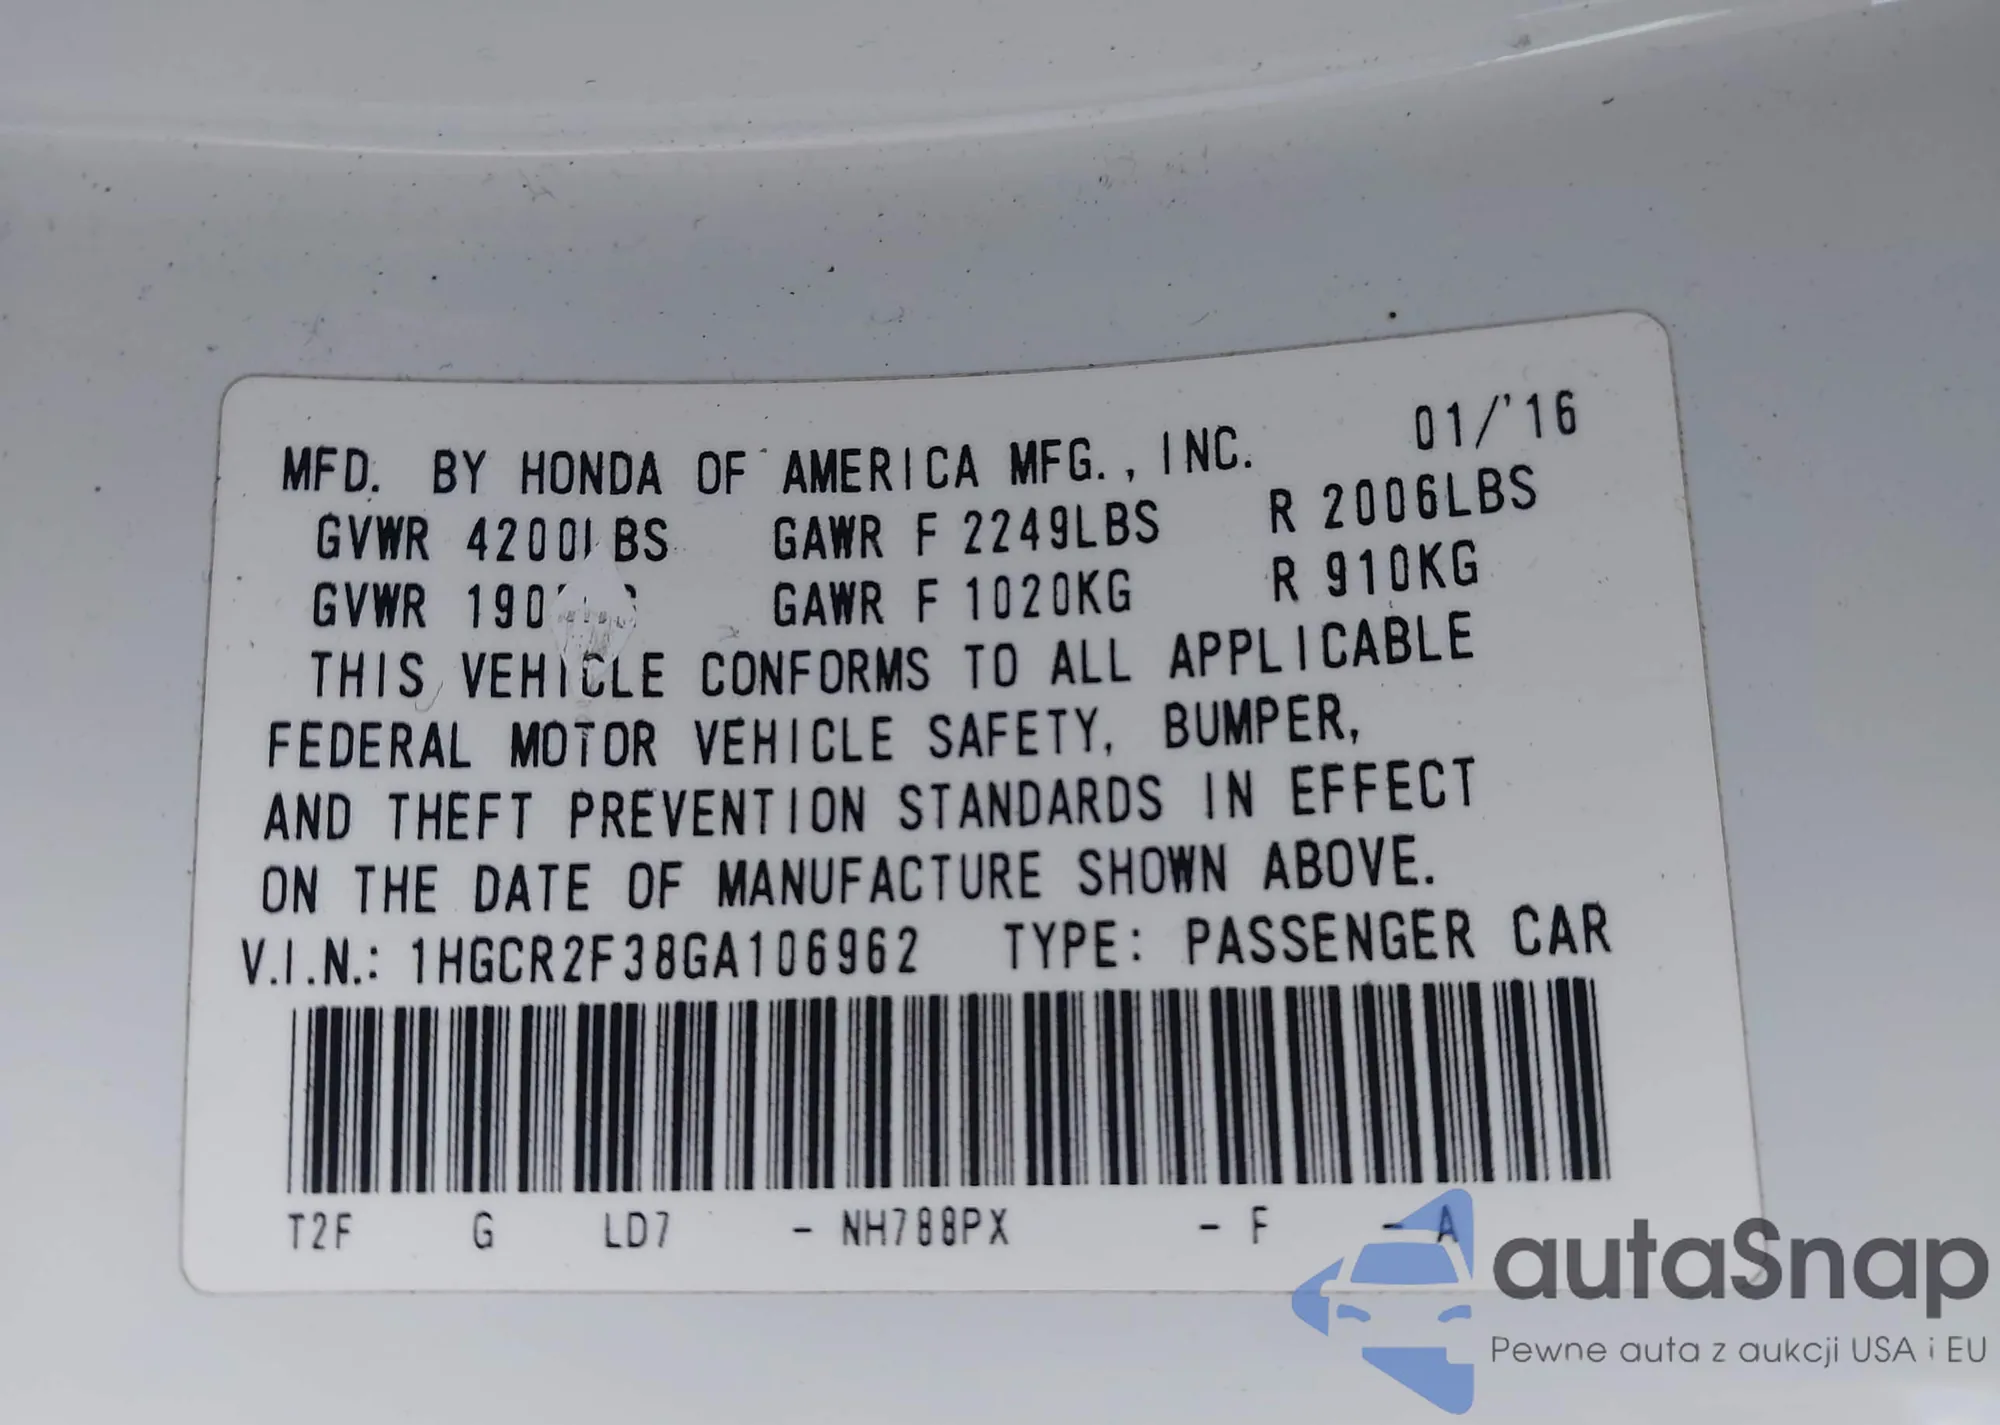 MFD. BY HONDA OF AMERICA MFG., INC. 01/'16
GVWR 4200LBS GAWR F 2249LBS R 2006LBS
GVWR GAWR F 1020KG R 910KG
THIS VEHICLE CONFORMS TO ALL APPLICABLE
FEDERAL MOTOR VEHICLE SAFETY, BUMPER,
AND THEFT PREVENTION STANDARDS IN EFFECT
ON THE DATE OF MANUFACTURE SHOWN ABOVE.
V.I.N.: 1HGCR2F38GA106962 TYPE: PASSENGER CAR
T2F G LD7 - NH788PX - F - A
autaSnap
Pewne auta z aukcji USA i EU